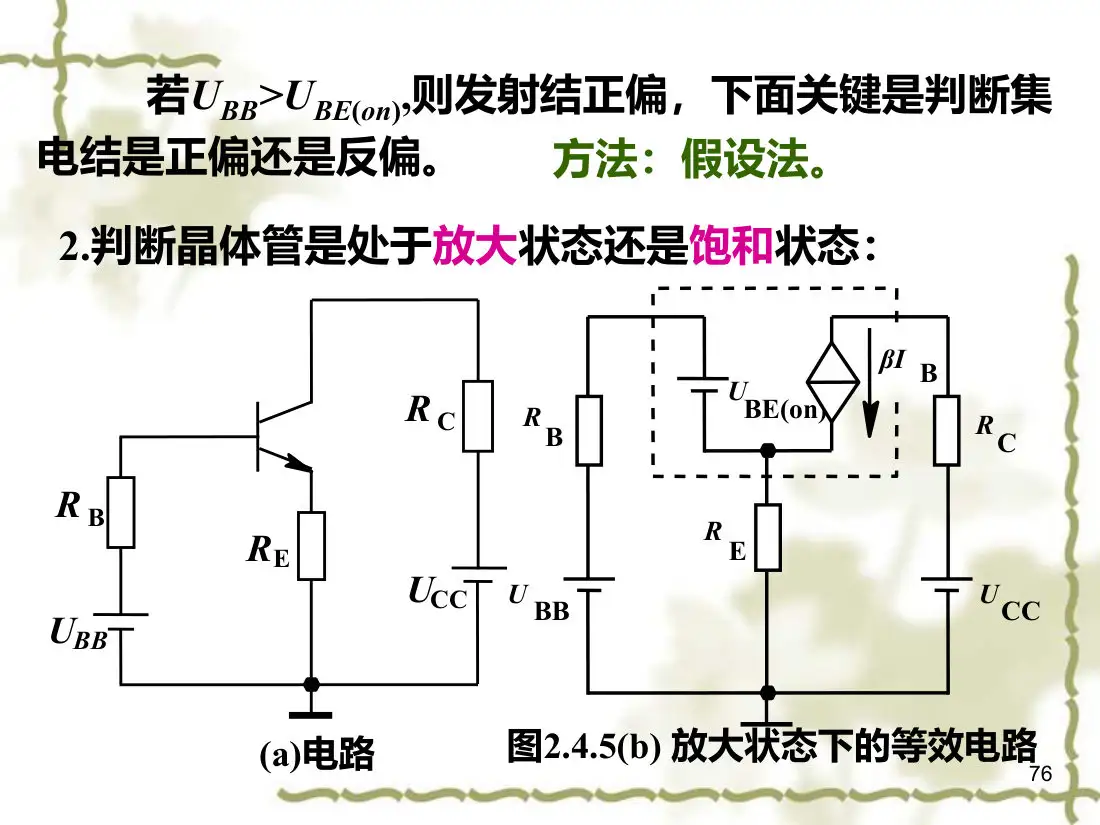 若UBB>UBE(on),则发射结正偏，下面关键是判断集
电结是正偏还是反偏。 方法：假设法。
2.判断晶体管是处于放大状态还是饱和状态：
RB
UBB
RE
RC
UCC
(a)电路
RB
UBB
UBE(on)
βIB
RE
RC
UCC
图2.4.5(b) 放大状态下的等效电路
76